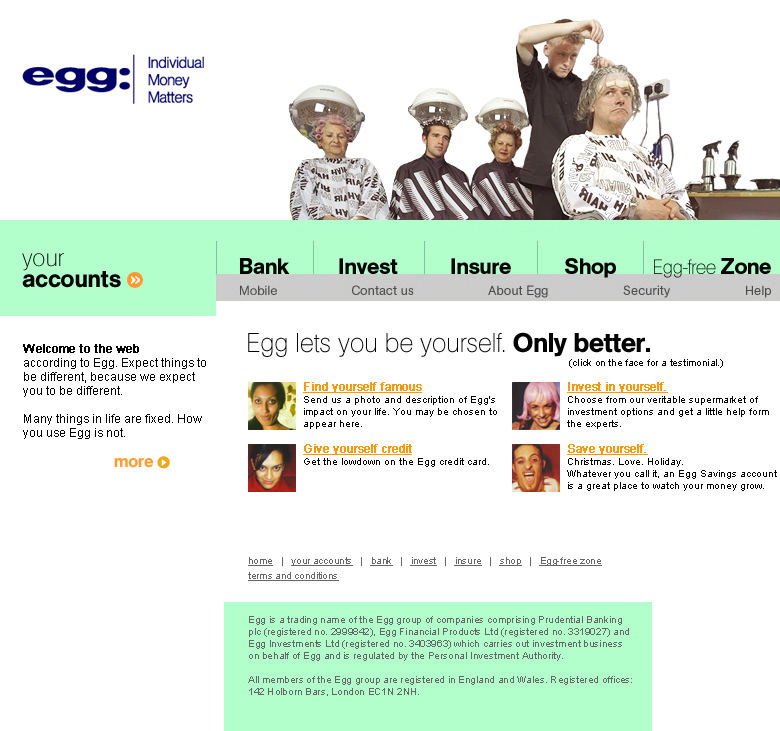 egg:
Individual
Money
Matters
your
accounts
Bank
Invest
Insure
Shop
Egg-free Zone
Mobile
Contact us
About Egg
Security
Help
Welcome to the web
according to Egg. Expect things to
be different, because we expect
you to be different.
Many things in life are fixed. How
you use Egg is not.
more
Egg lets you be yourself. Only better.
(click on the face for a testimonial.)
Find yourself famous
Send us a photo and description of Egg's
impact on your life. You may be chosen to
appear here.
Invest in yourself.
Choose from our veritable supermarket of
investment options and get a little help form
the experts.
Give yourself credit
Get the lowdown on the Egg credit card.
Save yourself.
Christmas. Love. Holiday.
Whatever you call it, an Egg Savings account
is a great place to watch your money grow.
home | your accounts | bank | invest | insure | shop | Egg-free zone
terms and conditions
Egg is a trading name of the Egg group of companies comprising Prudential Banking
plc (registered no. 2999842), Egg Financial Products Ltd (registered no. 3319027) and
Egg Investments Ltd (registered no. 3403963) which carries out investment business
on behalf of Egg and is regulated by the Personal Investment Authority.
All members of the Egg group are registered in England and Wales. Registered offices:
142 Holborn Bars, London EC1N 2NH.